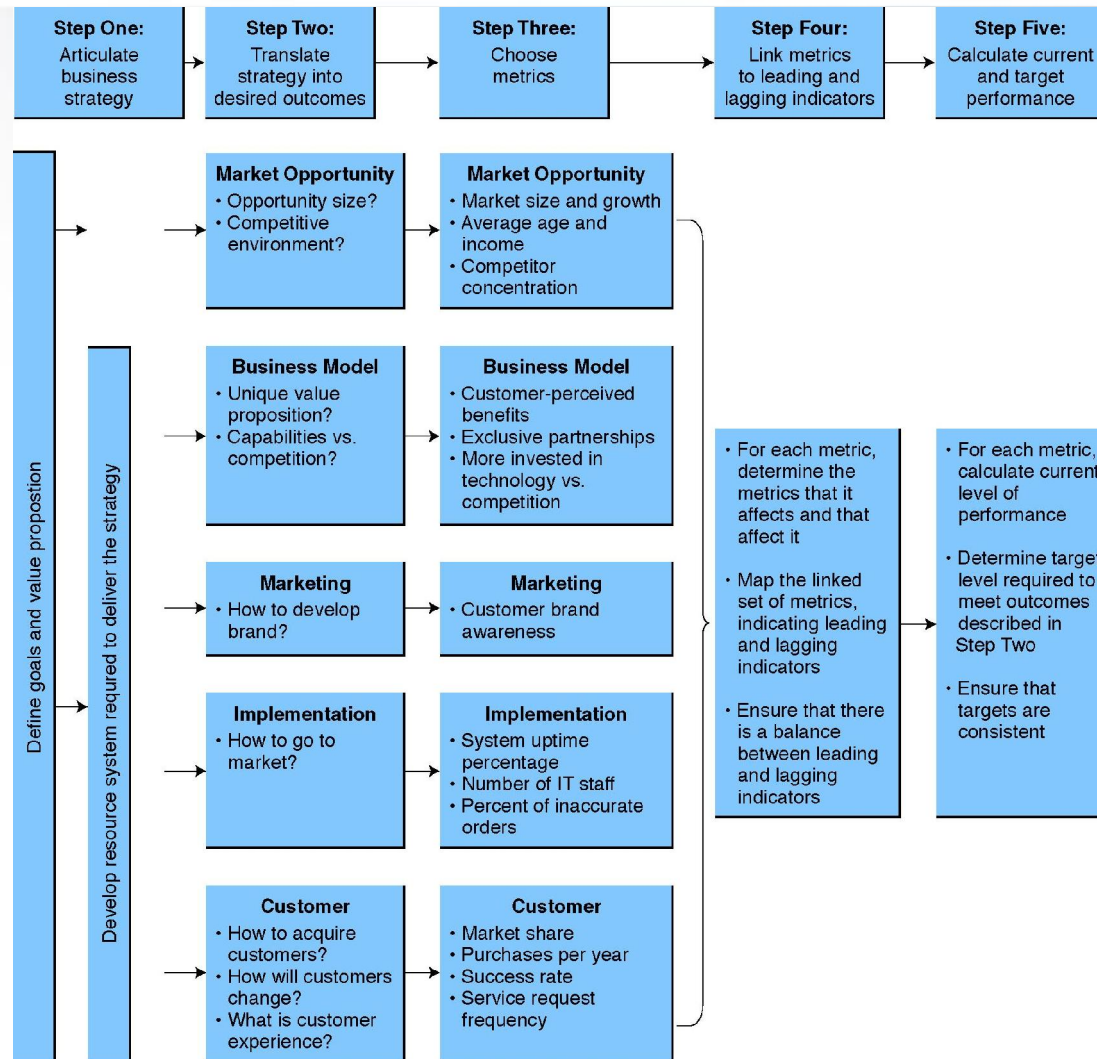 Step One:
Articulate
business
strategy
Step Two:
Translate
strategy into
desired outcomes
Step Three:
Choose
metrics
Step Four:
Link metrics
to leading and
lagging indicators
Step Five:
Calculate current
and target
performance
Define goals and value propostion
Develop resource system requred to deliver the strategy
Market Opportunity
• Opportunity size?
• Competitive
environment?
Market Opportunity
• Market size and growth
• Average age and
income
• Competitor
concentration
Business Model
• Unique value
proposition?
• Capabilities vs.
competition?
Business Model
• Customer-perceived
benefits
• Exclusive partnerships
• More invested in
technology vs.
competition
Marketing
• How to develop
brand?
Marketing
• Customer brand
awareness
Implementation
• How to go to
market?
Implementation
• System uptime
percentage
• Number of IT staff
• Percent of inaccurate
orders
Customer
• How to acquire
customers?
• How will customers
change?
• What is customer
experience?
Customer
• Market share
• Purchases per year
• Success rate
• Service request
frequency
• For each metric,
determine the
metrics that it
affects and that
affect it
• Map the linked
set of metrics,
indicating leading
and lagging
indicators
• Ensure that there
is a balance
between leading
and lagging
indicators
• For each metric,
calculate current
level of
performance
• Determine target
level required to
meet outcomes
described in
Step Two
• Ensure that
targets are
consistent